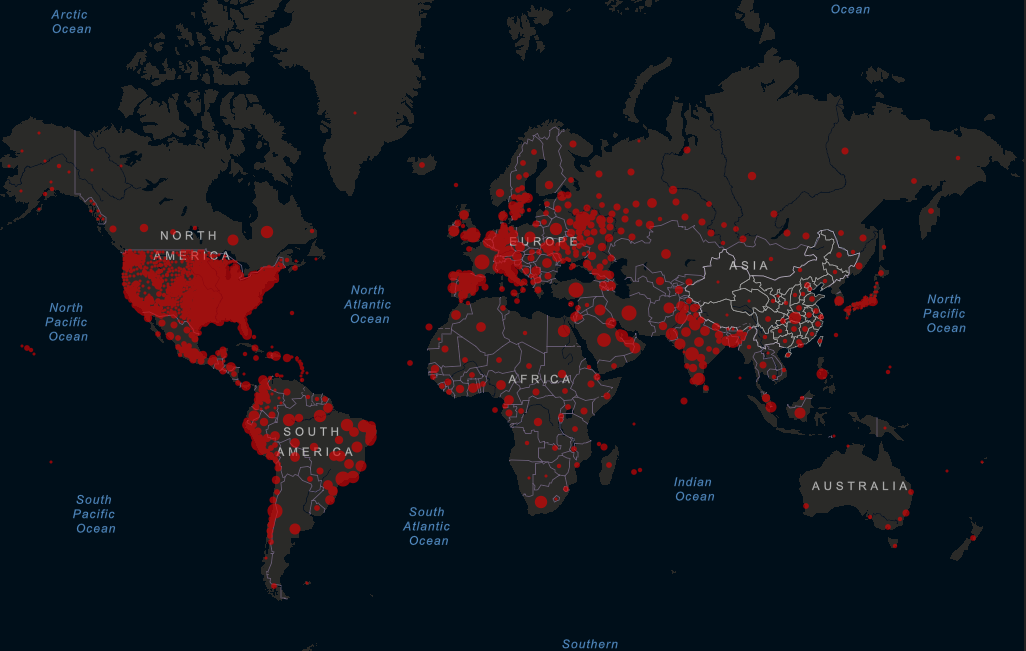 Arctic
Ocean
Ocean
NORTH
AMERICA
EUROPE
ASIA
North
Pacific
Ocean
North
Atlantic
Ocean
North
Pacific
Ocean
AFRICA
SOUTH
AMERICA
South
Pacific
Ocean
South
Atlantic
Ocean
Indian
Ocean
AUSTRALIA
Southern